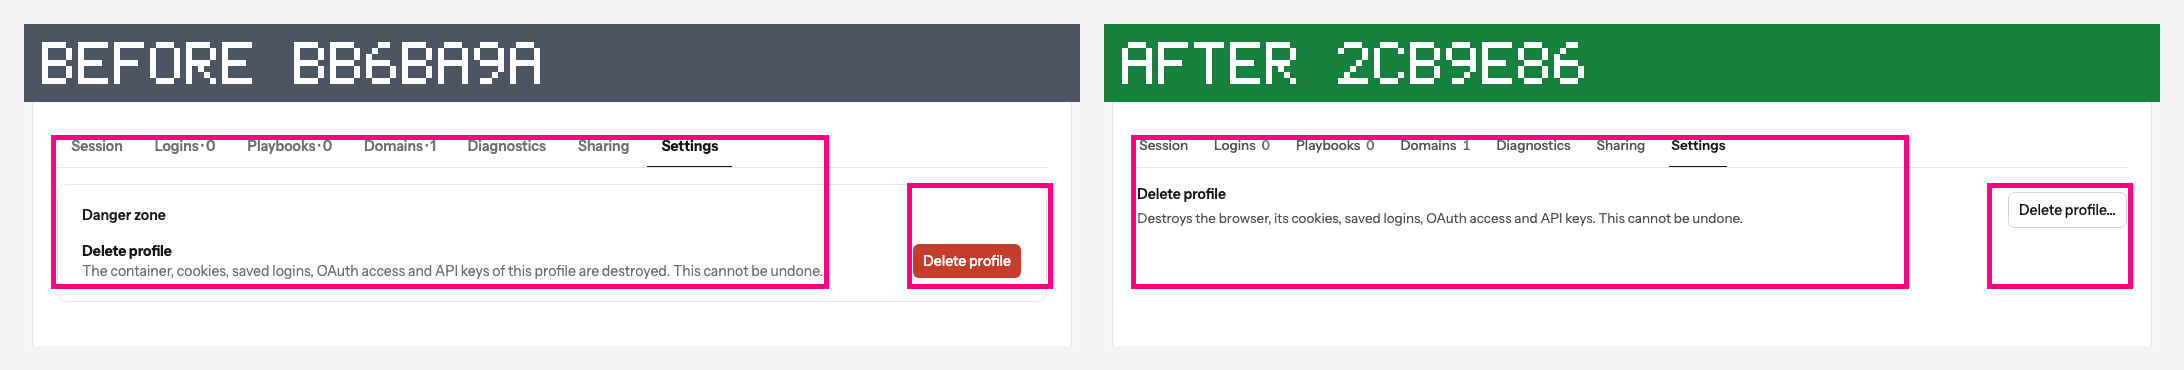 BEFORE BB6BA9A
Session Logins·0 Playbooks·0 Domains·1 Diagnostics Sharing Settings
Danger zone
Delete profile
The container, cookies, saved logins, OAuth access and API keys of this profile are destroyed. This cannot be undone.
Delete profile
AFTER 2CB9E86
Session Logins 0 Playbooks 0 Domains 1 Diagnostics Sharing Settings
Delete profile
Destroys the browser, its cookies, saved logins, OAuth access and API keys. This cannot be undone.
Delete profile...